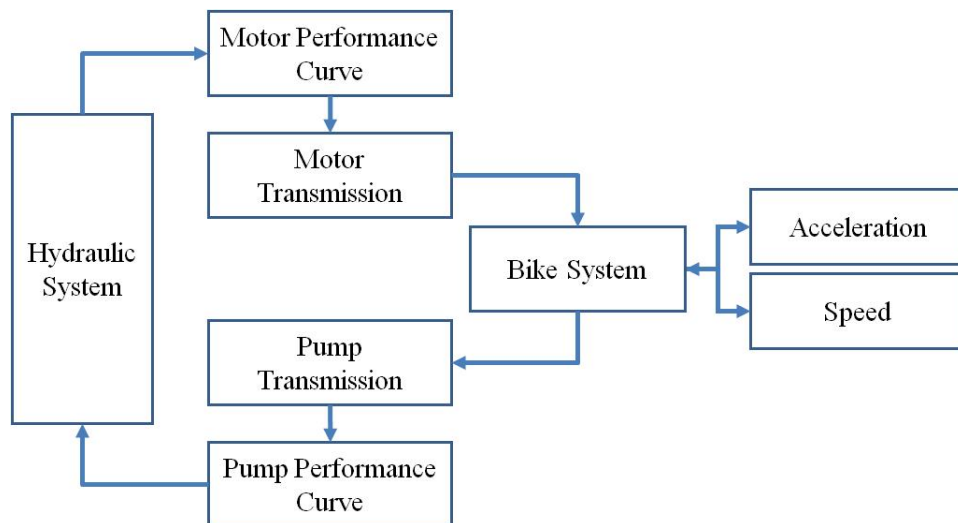 Motor Performance
Curve
Motor
Transmission
Hydraulic
System
Bike System
Acceleration
Speed
Pump
Transmission
Pump Performance
Curve